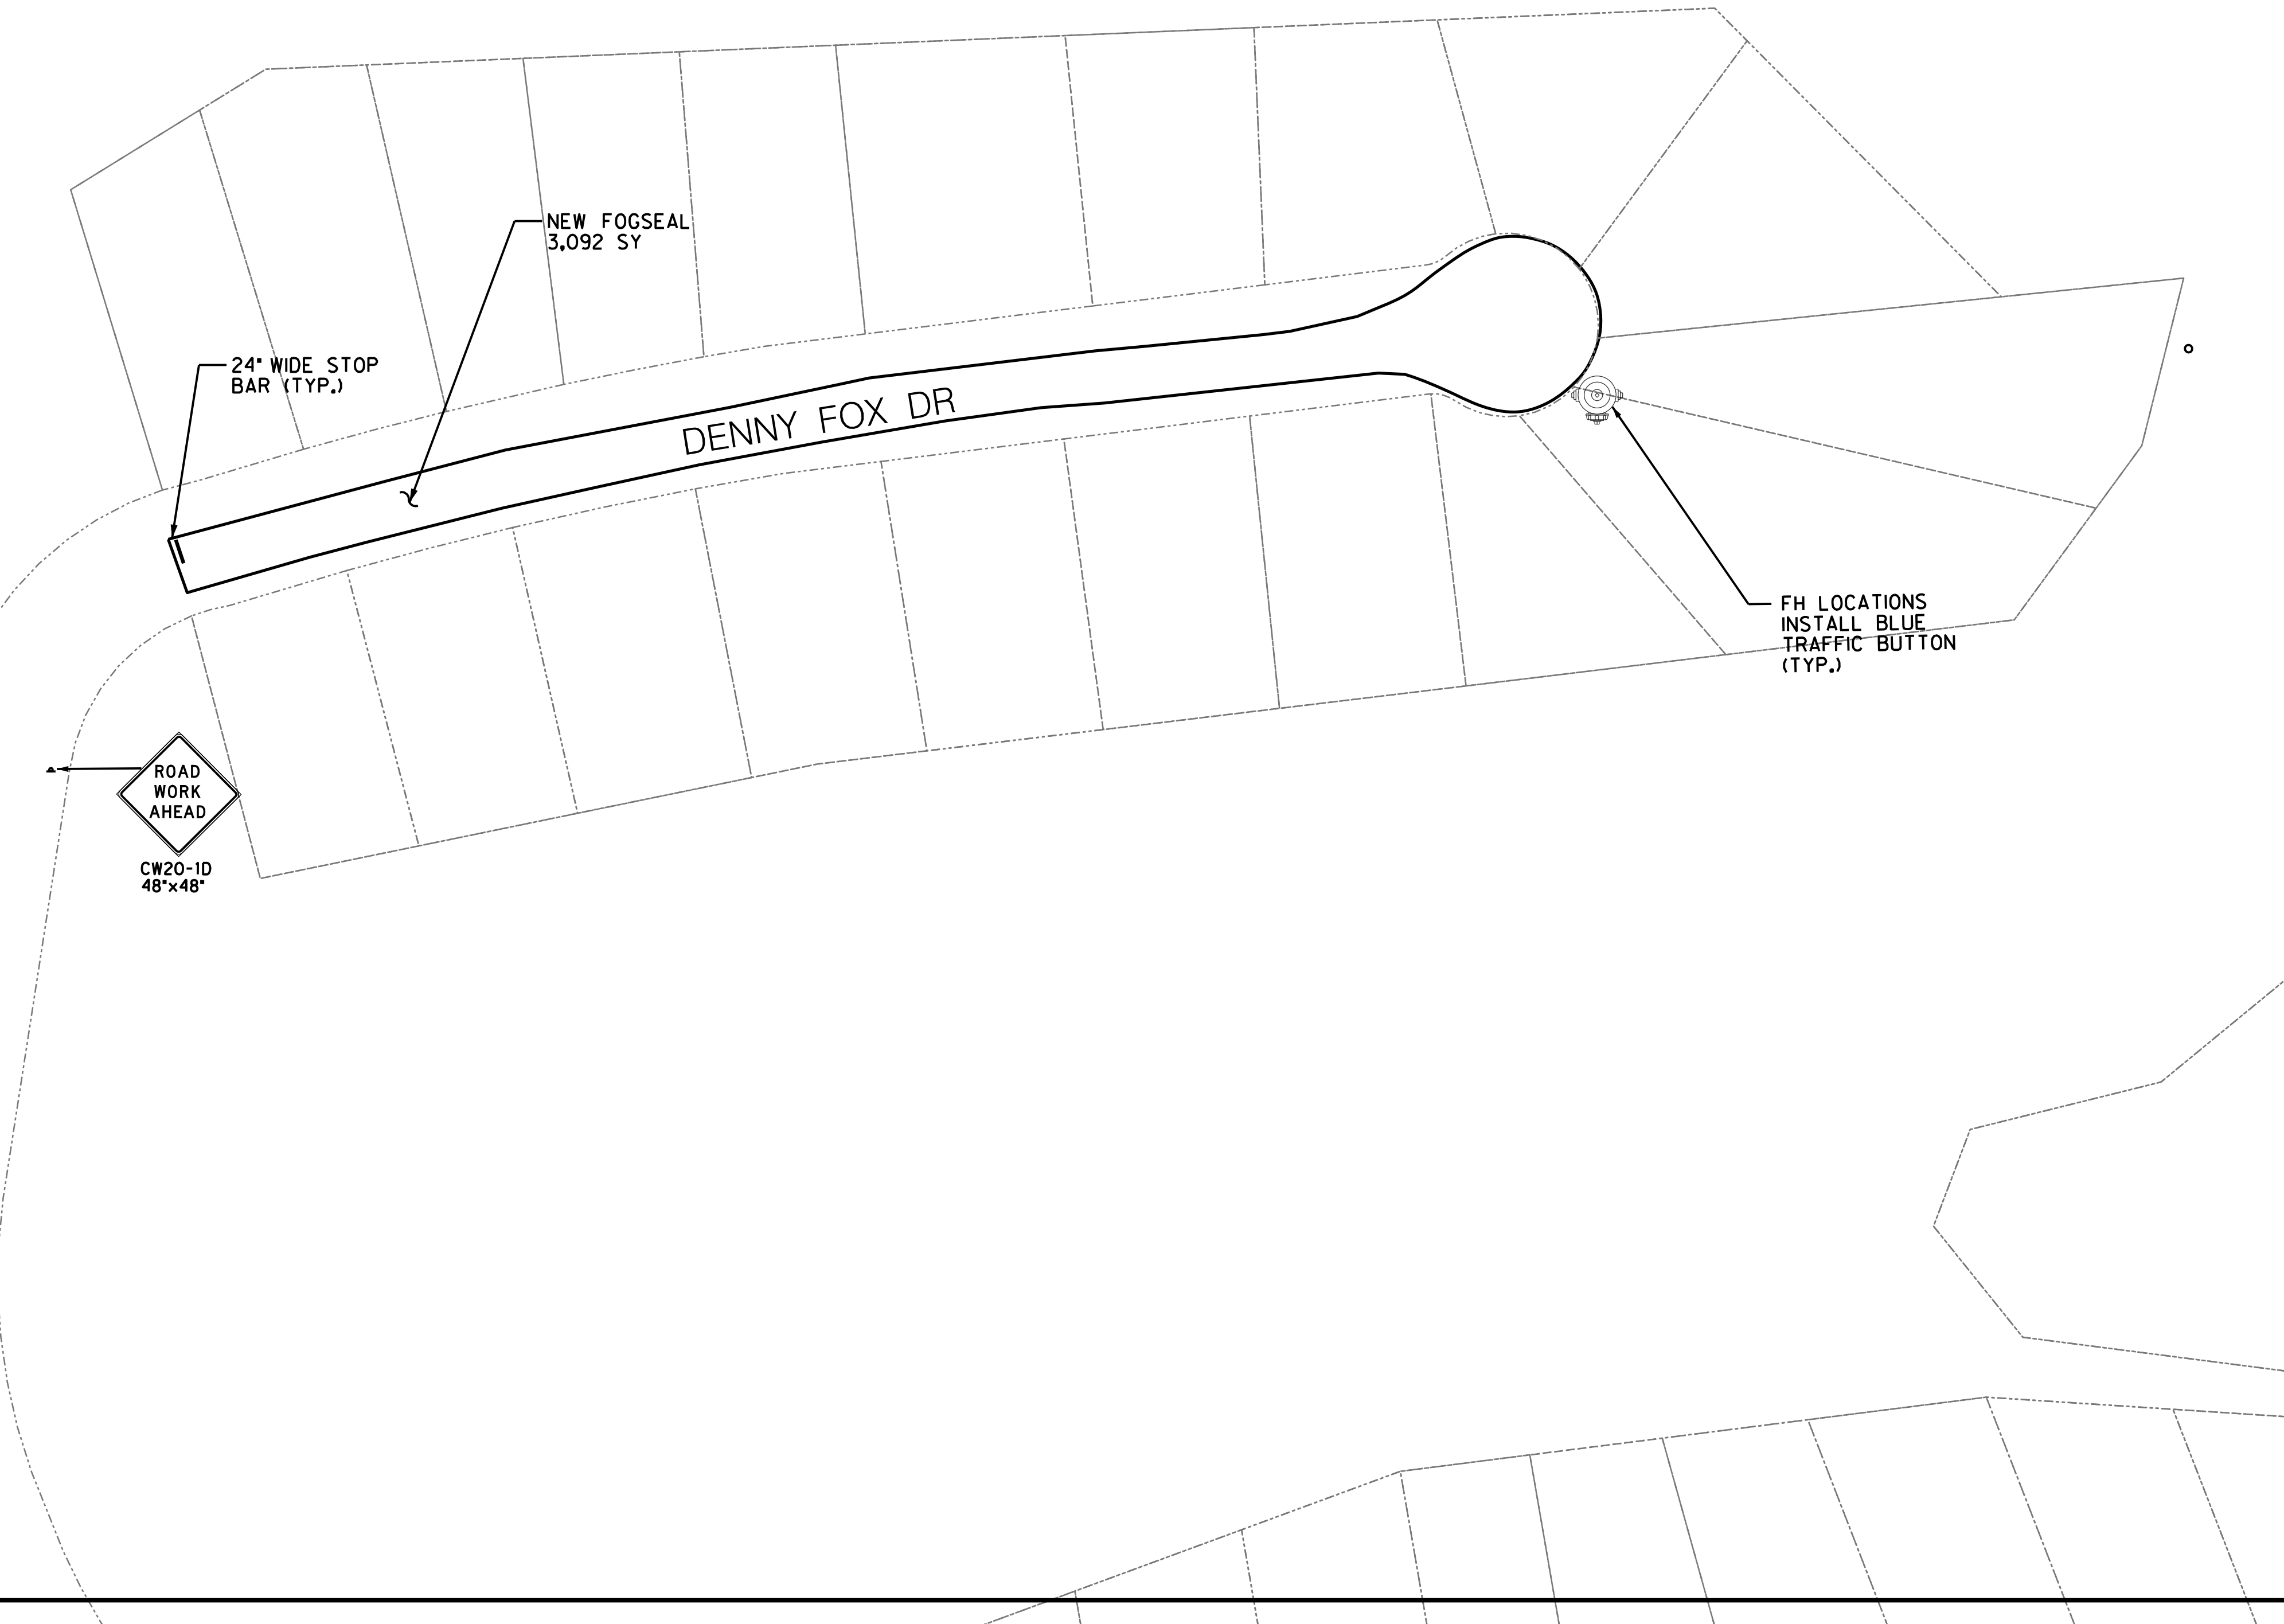 NEW FOGSEAL
3,092 SY
24" WIDE STOP
BAR (TYP.)
DENNY FOX DR
FH LOCATIONS
INSTALL BLUE
TRAFFIC BUTTON
(TYP.)
ROAD
WORK
AHEAD
CW20-1D
48"x48"